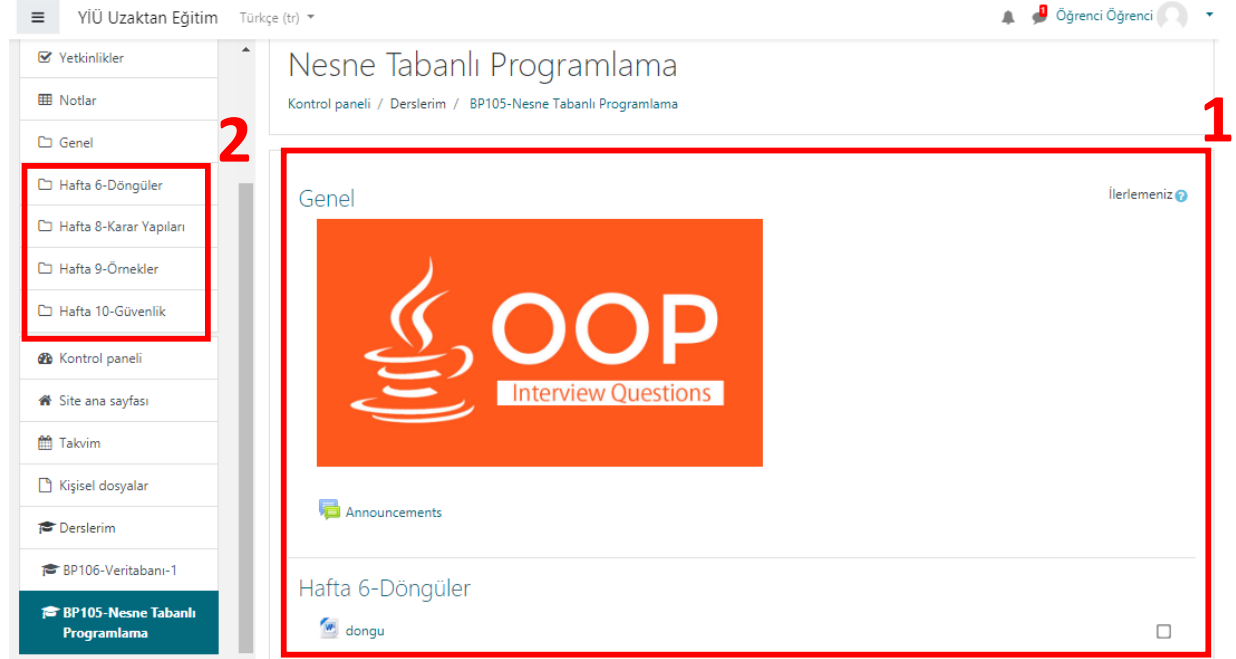 YİÜ Uzaktan Eğitim Türkçe (tr)
1 Öğrenci Öğrenci
Yetkinlikler
Notlar
Genel
2
Hafta 6-Döngüler
Hafta 8-Karar Yapıları
Hafta 9-Örnekler
Hafta 10-Güvenlik
Kontrol paneli
Site ana sayfası
Takvim
Kişisel dosyalar
Derslerim
BP106-Veritabanı-1
BP105-Nesne Tabanlı
Programlama
Nesne Tabanlı Programlama
Kontrol paneli / Derslerim / BP105-Nesne Tabanlı Programlama
1
Genel
İlerlemeniz ?
OOP
Interview Questions
Announcements
Hafta 6-Döngüler
dongu